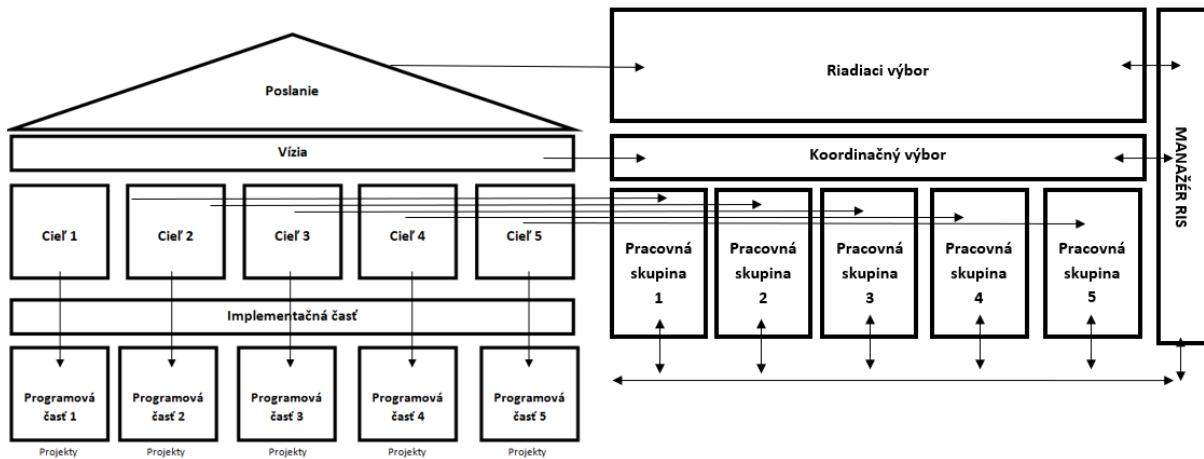 Poslanie
Vízia
Cieľ 1
Cieľ 2
Cieľ 3
Cieľ 4
Cieľ 5
Implementačná časť
Programová
časť 1
Programová
časť 2
Programová
časť 3
Programová
časť 4
Programová
časť 5
Projekty
Projekty
Projekty
Projekty
Projekty
Riadiaci výbor
Koordinačný výbor
Pracovná
skupina
1
Pracovná
skupina
2
Pracovná
skupina
3
Pracovná
skupina
4
Pracovná
skupina
5
MANAŽÉR RIS